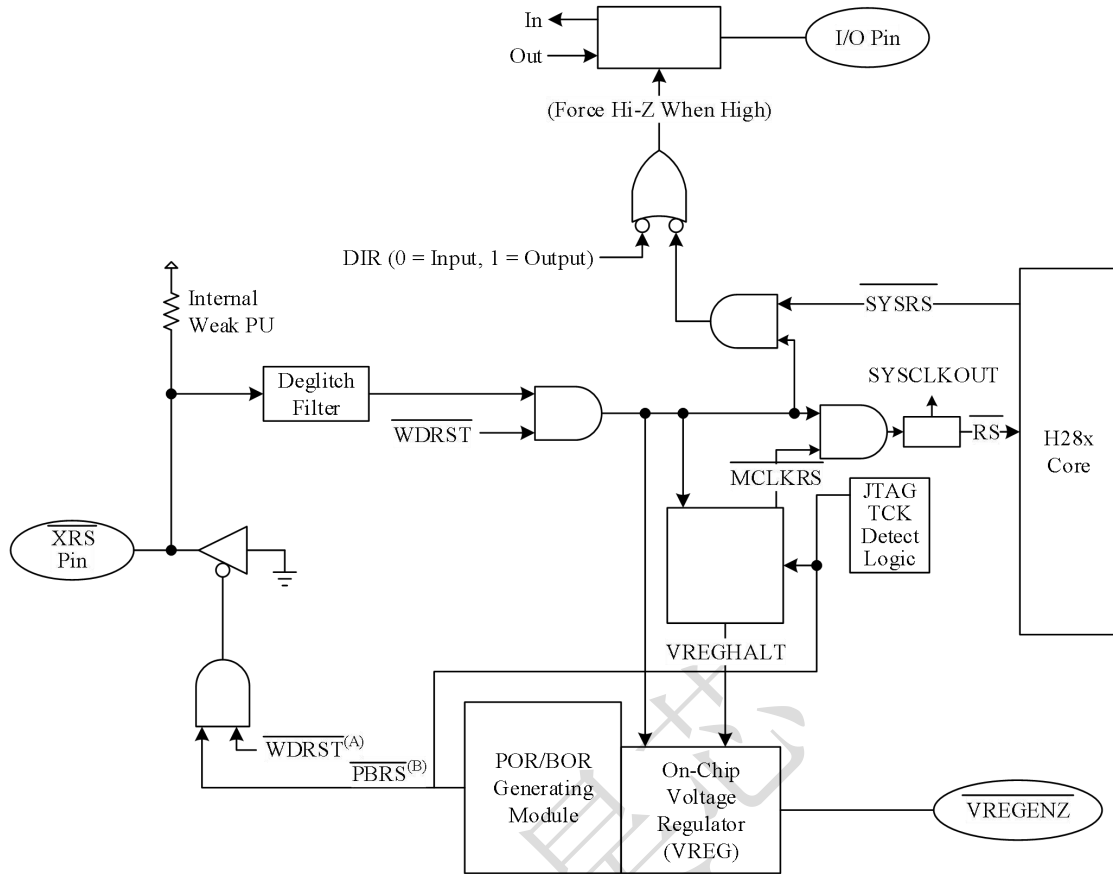 In
Out
I/O Pin
(Force Hi-Z When High)
DIR (0 = Input, 1 = Output)
Internal
Weak PU
SYSRS
Deglitch
Filter
SYSCLKOUT
WDRST
RS
H28x
Core
MCLKRS
JTAG
TCK
Detect
Logic
XRS
Pin
VREGHALT
WDRST(A)
PBRS(B)
POR/BOR
Generating
Module
On-Chip
Voltage
Regulator
(VREG)
VREGENZ
芯